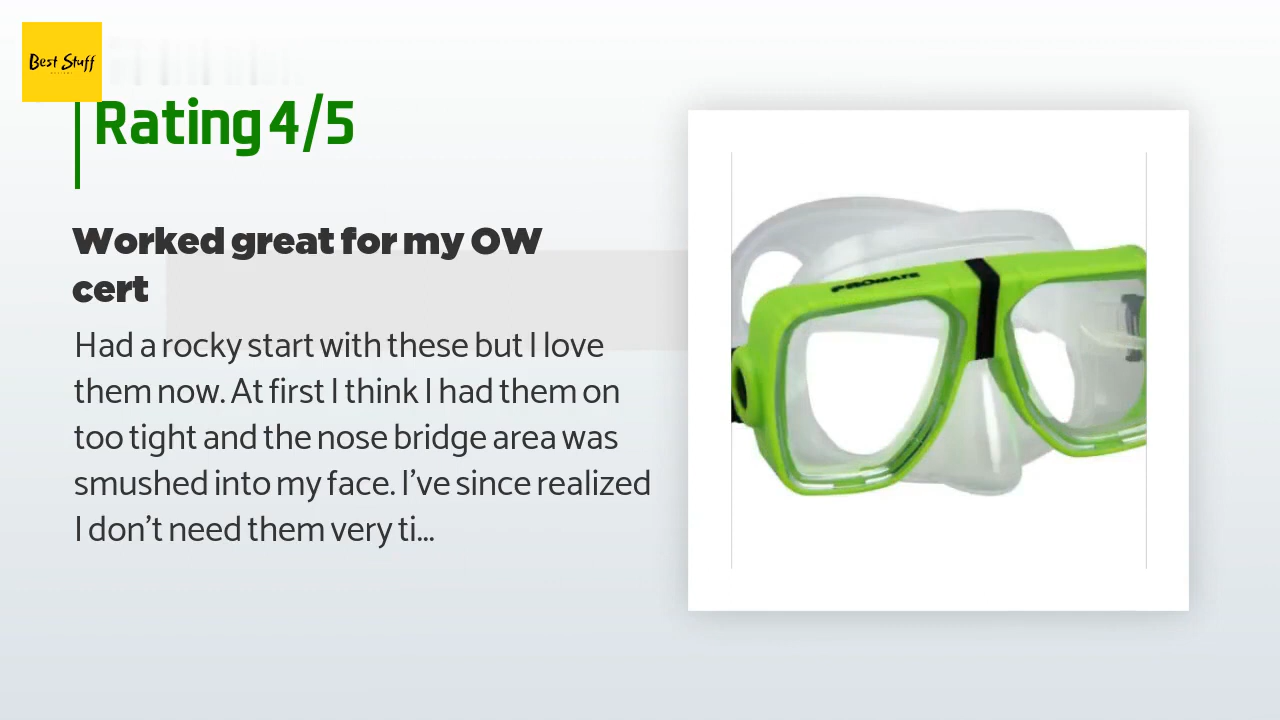 Best Stuff
Rating 4/5
Worked great for my OW
cert
Had a rocky start with these but I love
them now. At first I think I had them on
too tight and the nose bridge area was
smushed into my face. I’ve since realized
I don’t need them very ti...
PROMATE